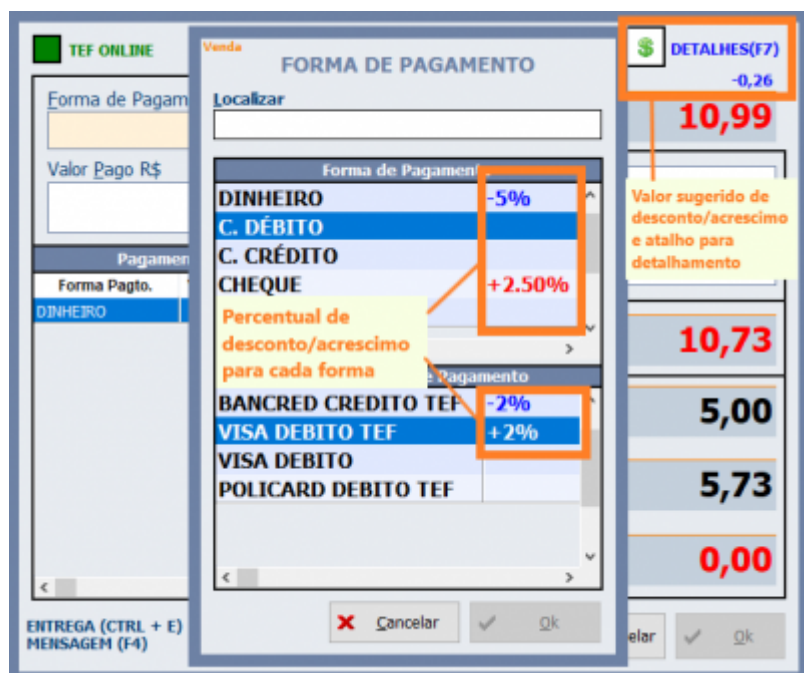 TEF ONLINE
Venda
FORMA DE PAGAMENTO
DETALHES(F7)
-0,26
Forma de Pagam
Localizar
10,99
Valor Pago R$
Forma de Pagament
DINHEIRO -5%
C. DÉBITO
C. CRÉDITO
CHEQUE +2.50%
Valor sugerido de
desconto/acrescimo
e atalho para
detalhamento
Pagamen
Forma Pagto.
DINHEIRO
Percentual de
desconto/acrescimo
para cada forma
10,73
e Pagamento
BANCRED CREDITO TEF -2%
VISA DEBITO TEF +2%
VISA DEBITO
POLICARD DEBITO TEF
5,00
5,73
0,00
ENTREGA (CTRL + E)
MENSAGEM (F4)
Cancelar
Ok
elar
Ok